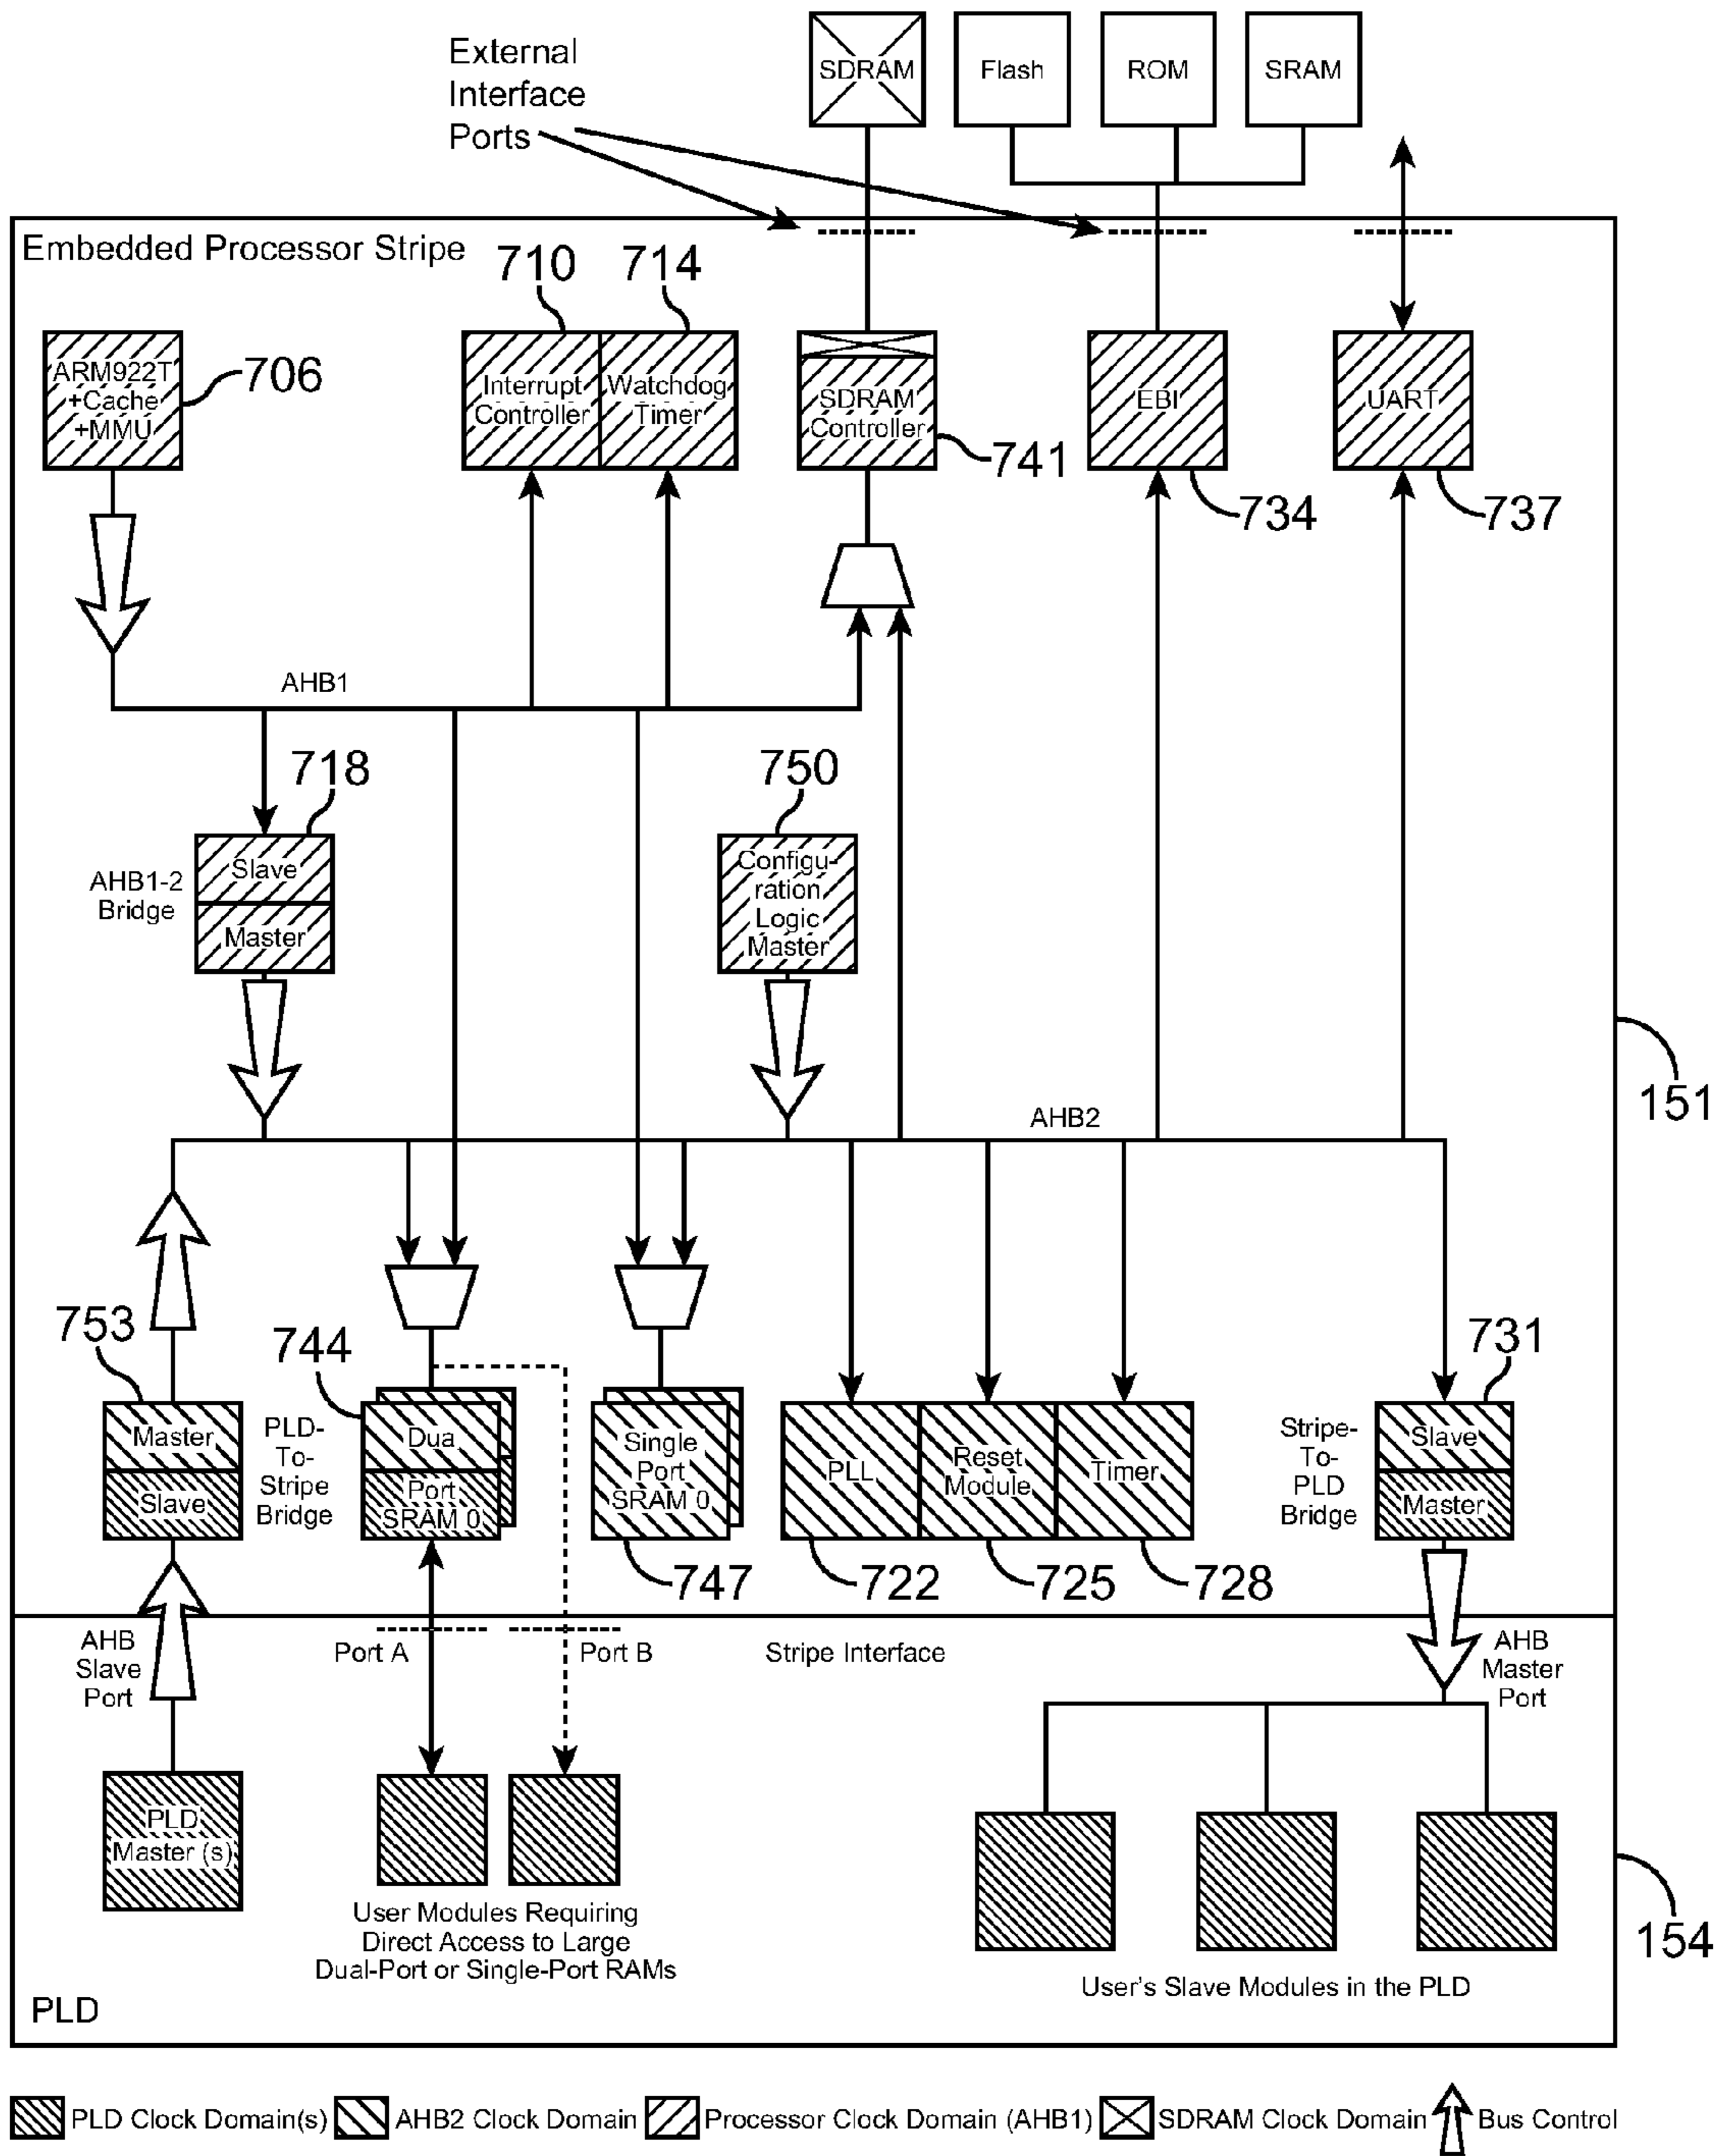 External
Interface
Ports
SDRAM
Flash
ROM
SRAM
Embedded Processor Stripe
710
714
ARM922T
+Cache
+MMU
706
Interrupt
Controller
Watchdog
Timer
SDRAM
Controller
741
EBI
734
UART
737
AHB1
718
750
AHB1-2
Bridge
Slave
Master
Configu-
ration
Logic
Master
151
AHB2
753
744
731
Master
Slave
PLD-
To-
Stripe
Bridge
Dua
Port
SRAM 0
Single
Port
SRAM 0
PLL
Reset
Module
Timer
Stripe-
To-
PLD
Bridge
Slave
Master
747
722
725
728
AHB
Slave
Port
Port A
Port B
Stripe Interface
AHB
Master
Port
PLD
Master (s)
User Modules Requiring
Direct Access to Large
Dual-Port or Single-Port RAMs
User's Slave Modules in the PLD
154
PLD
PLD Clock Domain(s)
AHB2 Clock Domain
Processor Clock Domain (AHB1)
SDRAM Clock Domain
Bus Control